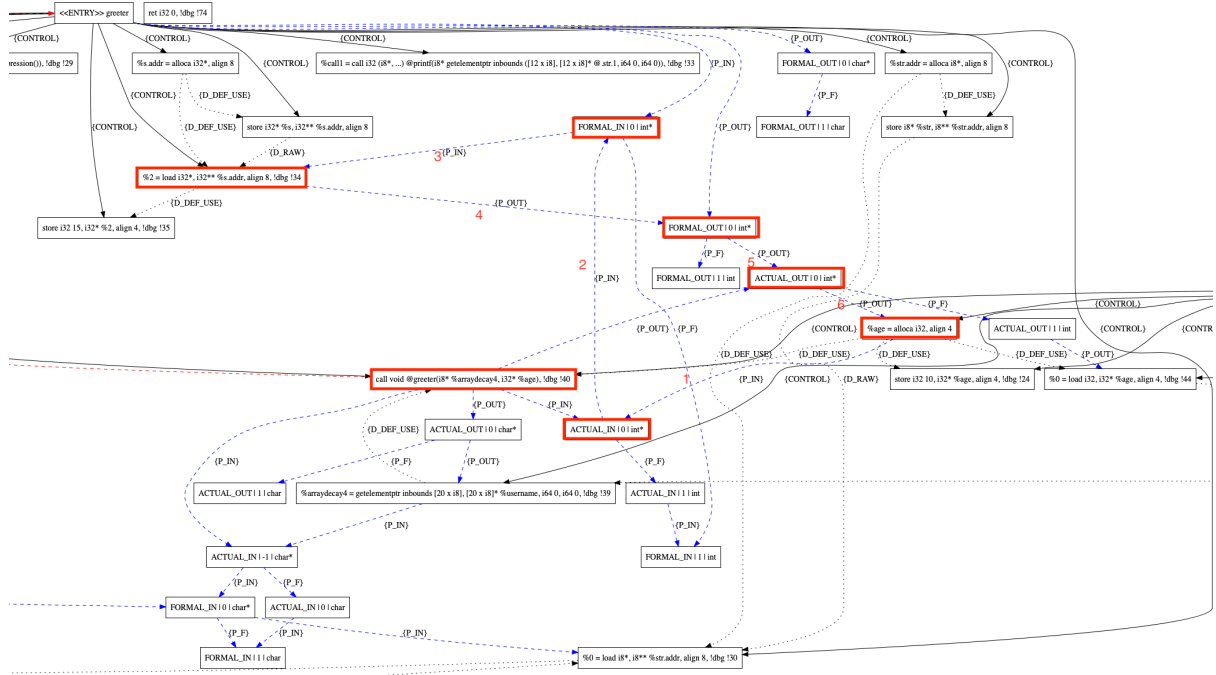 <<ENTRY>> greeter
ret i32 0, !dbg !74
{CONTROL}
{CONTROL}
{P_OUT}
{CONTROL}
ression()), !dbg !29
%s.addr = alloca i32*, align 8
%call1 = call i32 (i8*, ...) @printf(i8* getelementptr inbounds ([12 x i8], [12 x i8]* @.str.1, i64 0, i64 0)), !dbg !33
FORMAL_OUT | 0 | char*
%str.addr = alloca i8*, align 8
{CONTROL}
{P_IN}
{CONTROL}
{CONTROL}
{D_DEF_USE}
{P_F}
{D_DEF_USE}
{CONTROL}
{D_DEF_USE}
store i32* %s, i32** %s.addr, align 8
FORMAL_IN | 0 | int*
{P_OUT}
FORMAL_OUT | 1 | char
store i8* %str, i8** %str.addr, align 8
{D_RAW}
3
{P_IN}
%2 = load i32*, i32** %s.addr, align 8, !dbg !34
{D_DEF_USE}
4
{P_OUT}
store i32 15, i32* %2, align 4, !dbg !35
FORMAL_OUT | 0 | int*
{P_F}
{P_OUT}
5
2
{P_IN}
FORMAL_OUT | 1 | int
ACTUAL_OUT | 0 | int*
{P_OUT}
6
{P_F}
{CONTROL}
{P_OUT}
{P_F}
{CONTROL}
%age = alloca i32, align 4
ACTUAL_OUT | 1 | int
{CONTR
{D_DEF_USE}
{D_DEF_USE}
{D_DEF_USE}
{P_OUT}
call void @greeter(i8* %arraydecay4, i32* %age), !dbg !40
1
{P_IN}
{CONTROL}
{D_RAW}
store i32 10, i32* %age, align 4, !dbg !24
%0 = load i32, i32* %age, align 4, !dbg !44
{P_OUT}
{P_IN}
{D_DEF_USE}
ACTUAL_OUT | 0 | char*
ACTUAL_IN | 0 | int*
{P_IN}
{P_F}
{P_OUT}
{P_F}
ACTUAL_OUT | 1 | char
%arraydecay4 = getelementptr inbounds [20 x i8], [20 x i8]* %username, i64 0, i64 0, !dbg !39
ACTUAL_IN | 1 | int
{P_IN}
{P_IN}
ACTUAL_IN | -1 | char*
FORMAL_IN | 1 | int
{P_IN}
{P_F}
FORMAL_IN | 0 | char*
ACTUAL_IN | 0 | char
{P_F}
{P_IN}
{P_IN}
FORMAL_IN | 1 | char
%0 = load i8*, i8** %str.addr, align 8, !dbg !30